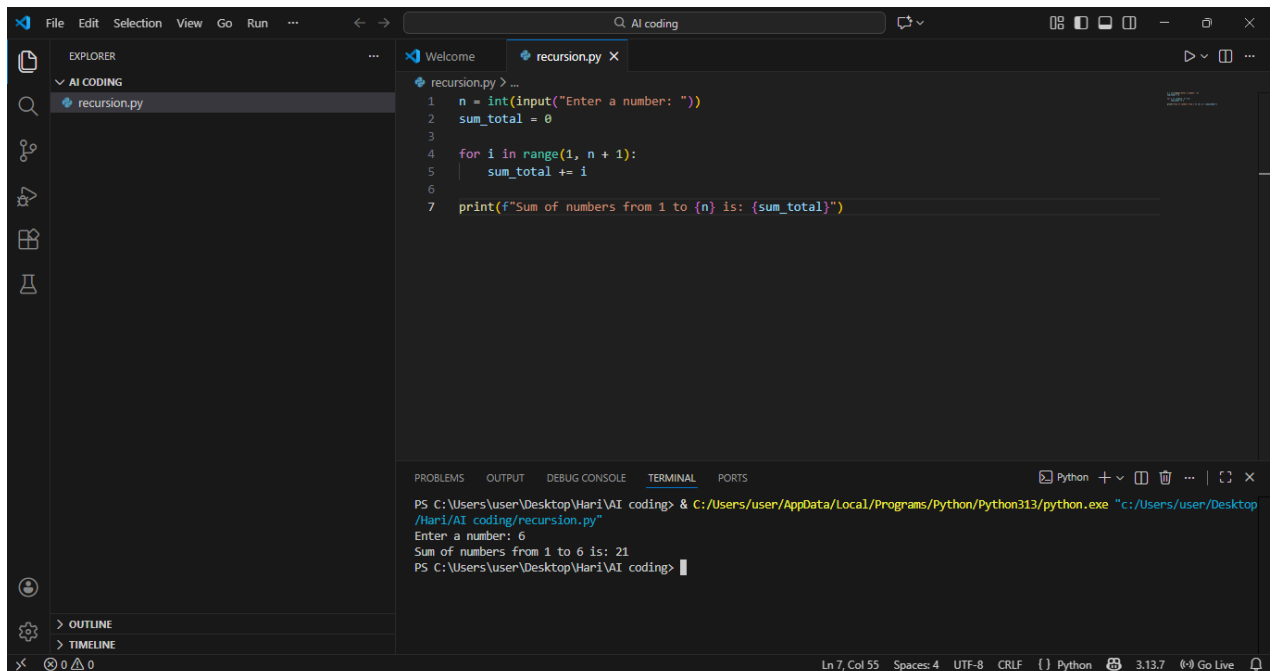 File Edit Selection View Go Run ···
AI coding
EXPLORER ···
AI CODING
recursion.py
OUTLINE
TIMELINE
Welcome
recursion.py
recursion.py > ...
1 n = int(input("Enter a number: "))
2 sum_total = 0
3
4 for i in range(1, n + 1):
5     sum_total += i
6
7 print(f"Sum of numbers from 1 to {n} is: {sum_total}")
PROBLEMS OUTPUT DEBUG CONSOLE TERMINAL PORTS
Python
PS C:\Users\user\Desktop\Hari\AI coding> & C:/Users/user/AppData/Local/Programs/Python/Python313/python.exe "c:/Users/user/Desktop
/Hari/AI coding/recursion.py"
Enter a number: 6
Sum of numbers from 1 to 6 is: 21
PS C:\Users\user\Desktop\Hari\AI coding>
0 0 Ln 7, Col 55 Spaces: 4 UTF-8 CRLF { } Python 3.13.7 Go Live